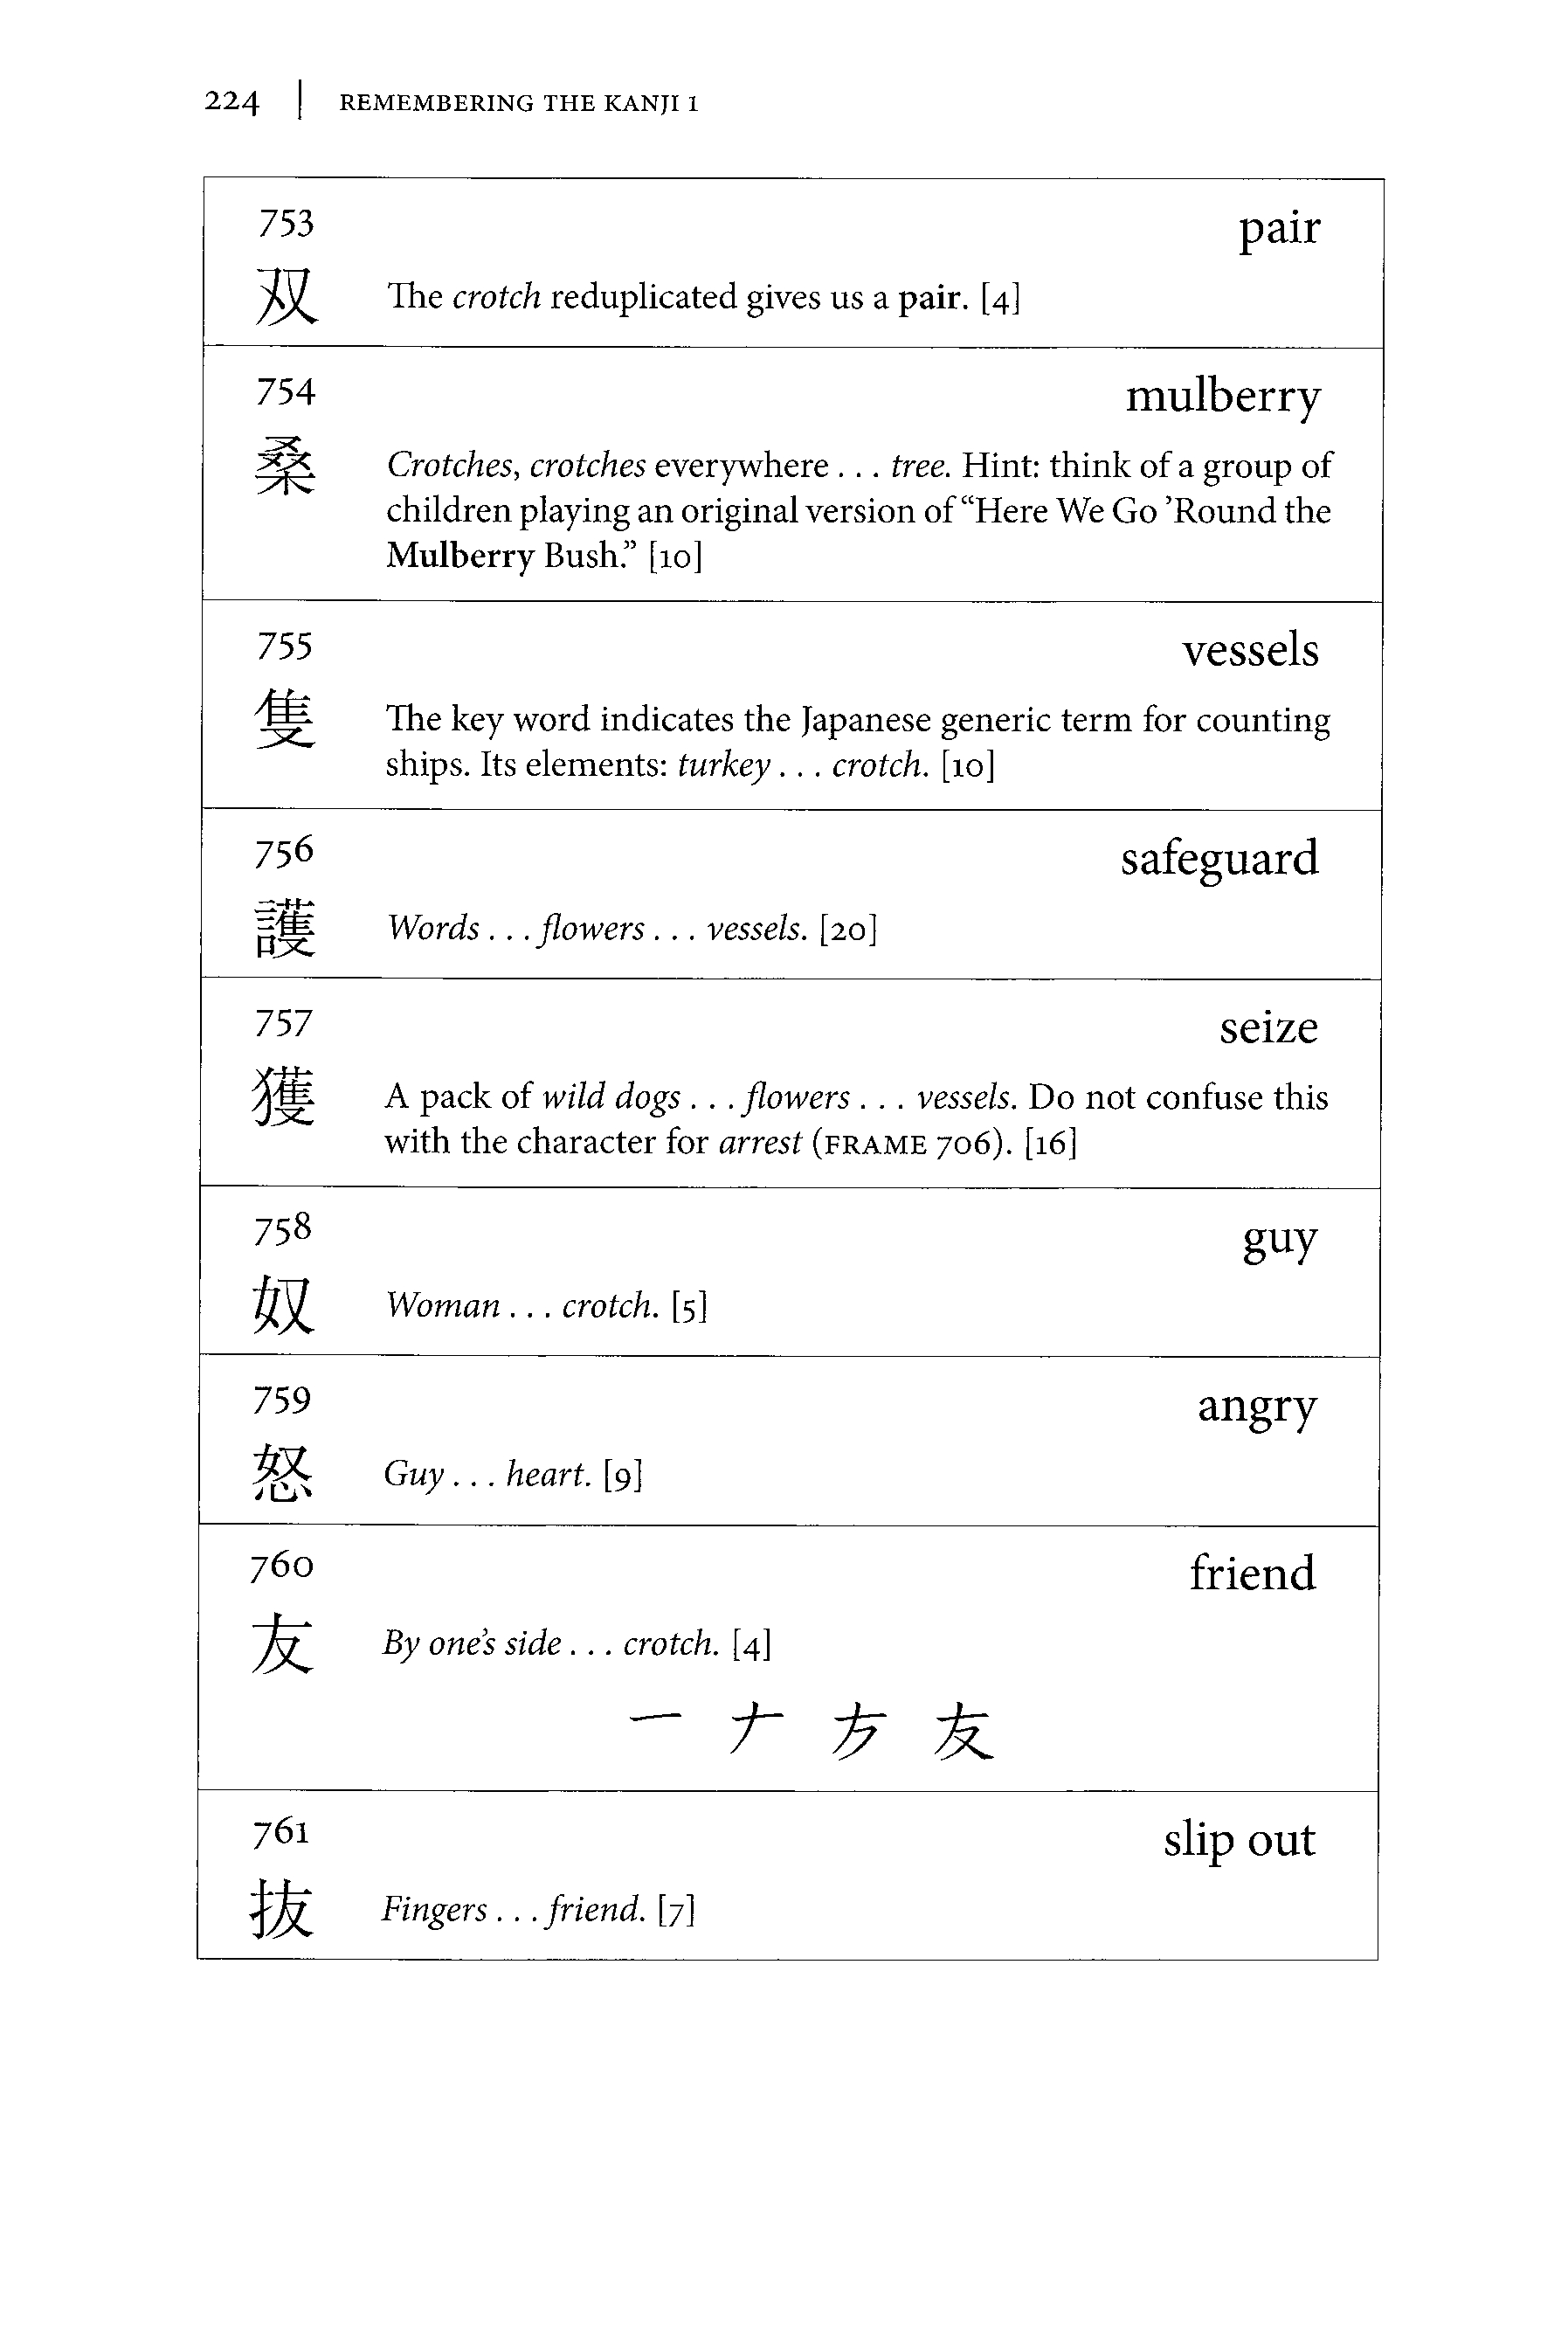 224 | REMEMBERING THE KANJI 1
753 pair
双 The crotch reduplicated gives us a pair. [4]
754 mulberry
桑 Crotches, crotches everywhere . . . tree. Hint: think of a group of
children playing an original version of “Here We Go ’Round the
Mulberry Bush.” [10]
755 vessels
隻 The key word indicates the Japanese generic term for counting
ships. Its elements: turkey . . . crotch. [10]
756 safeguard
護 Words . . . flowers . . . vessels. [20]
757 seize
獲 A pack of wild dogs . . . flowers . . . vessels. Do not confuse this
with the character for arrest (FRAME 706). [16]
758 guy
奴 Woman . . . crotch. [5]
759 angry
怒 Guy . . . heart. [9]
760 friend
友 By one’s side . . . crotch. [4]
一 ナ 方 友
761 slip out
抜 Fingers . . . friend. [7]